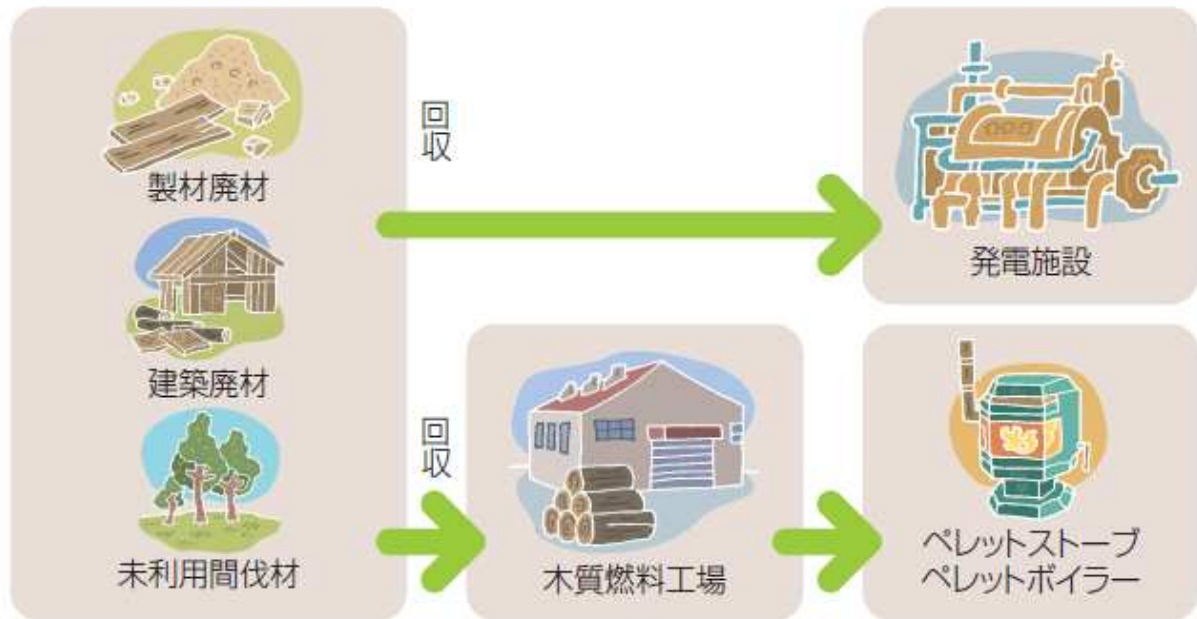 製材廃材
建築廃材
未利用間伐材
回収
発電施設
回収
木質燃料工場
ペレットストーブ
ペレットボイラー